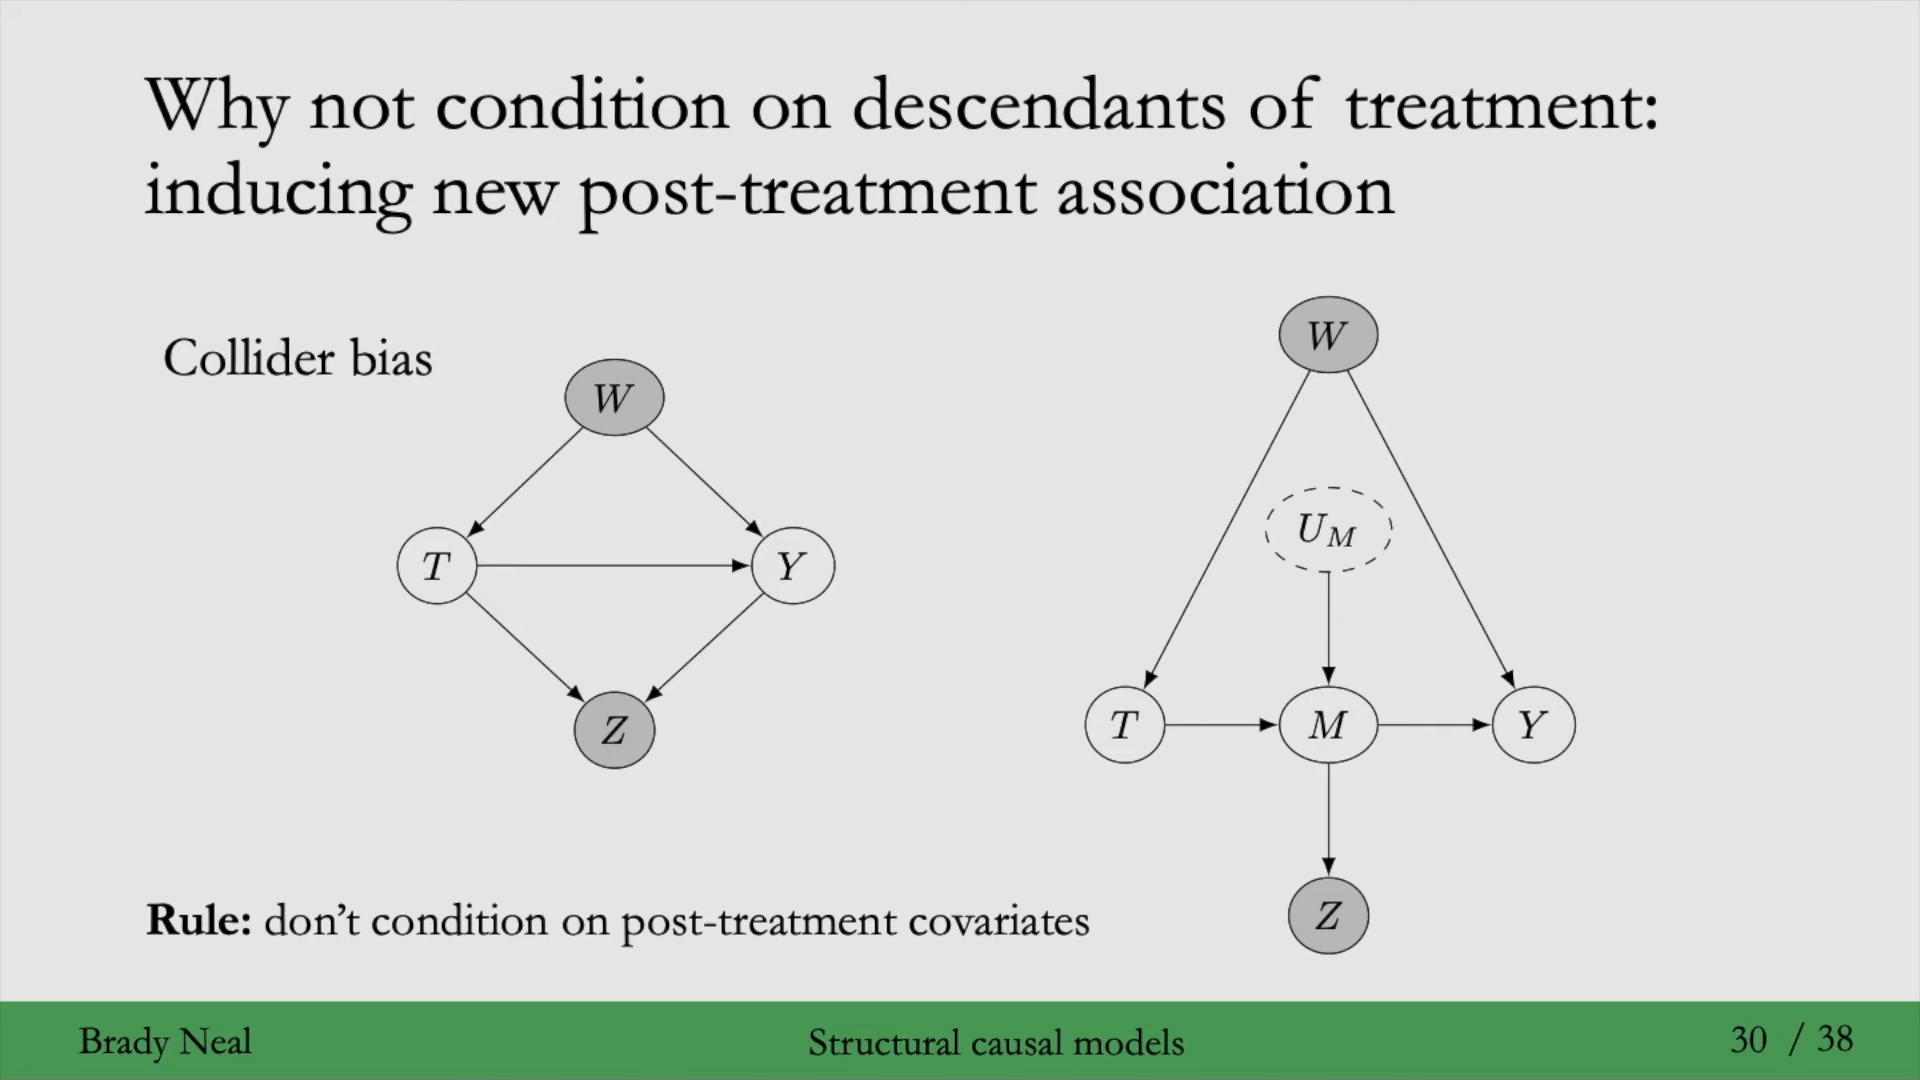 Why not condition on descendants of treatment:
inducing new post-treatment association
Collider bias
W
T
Y
Z
W
U_M
T
M
Y
Z
Rule: don’t condition on post-treatment covariates
Brady Neal
Structural causal models
30 / 38